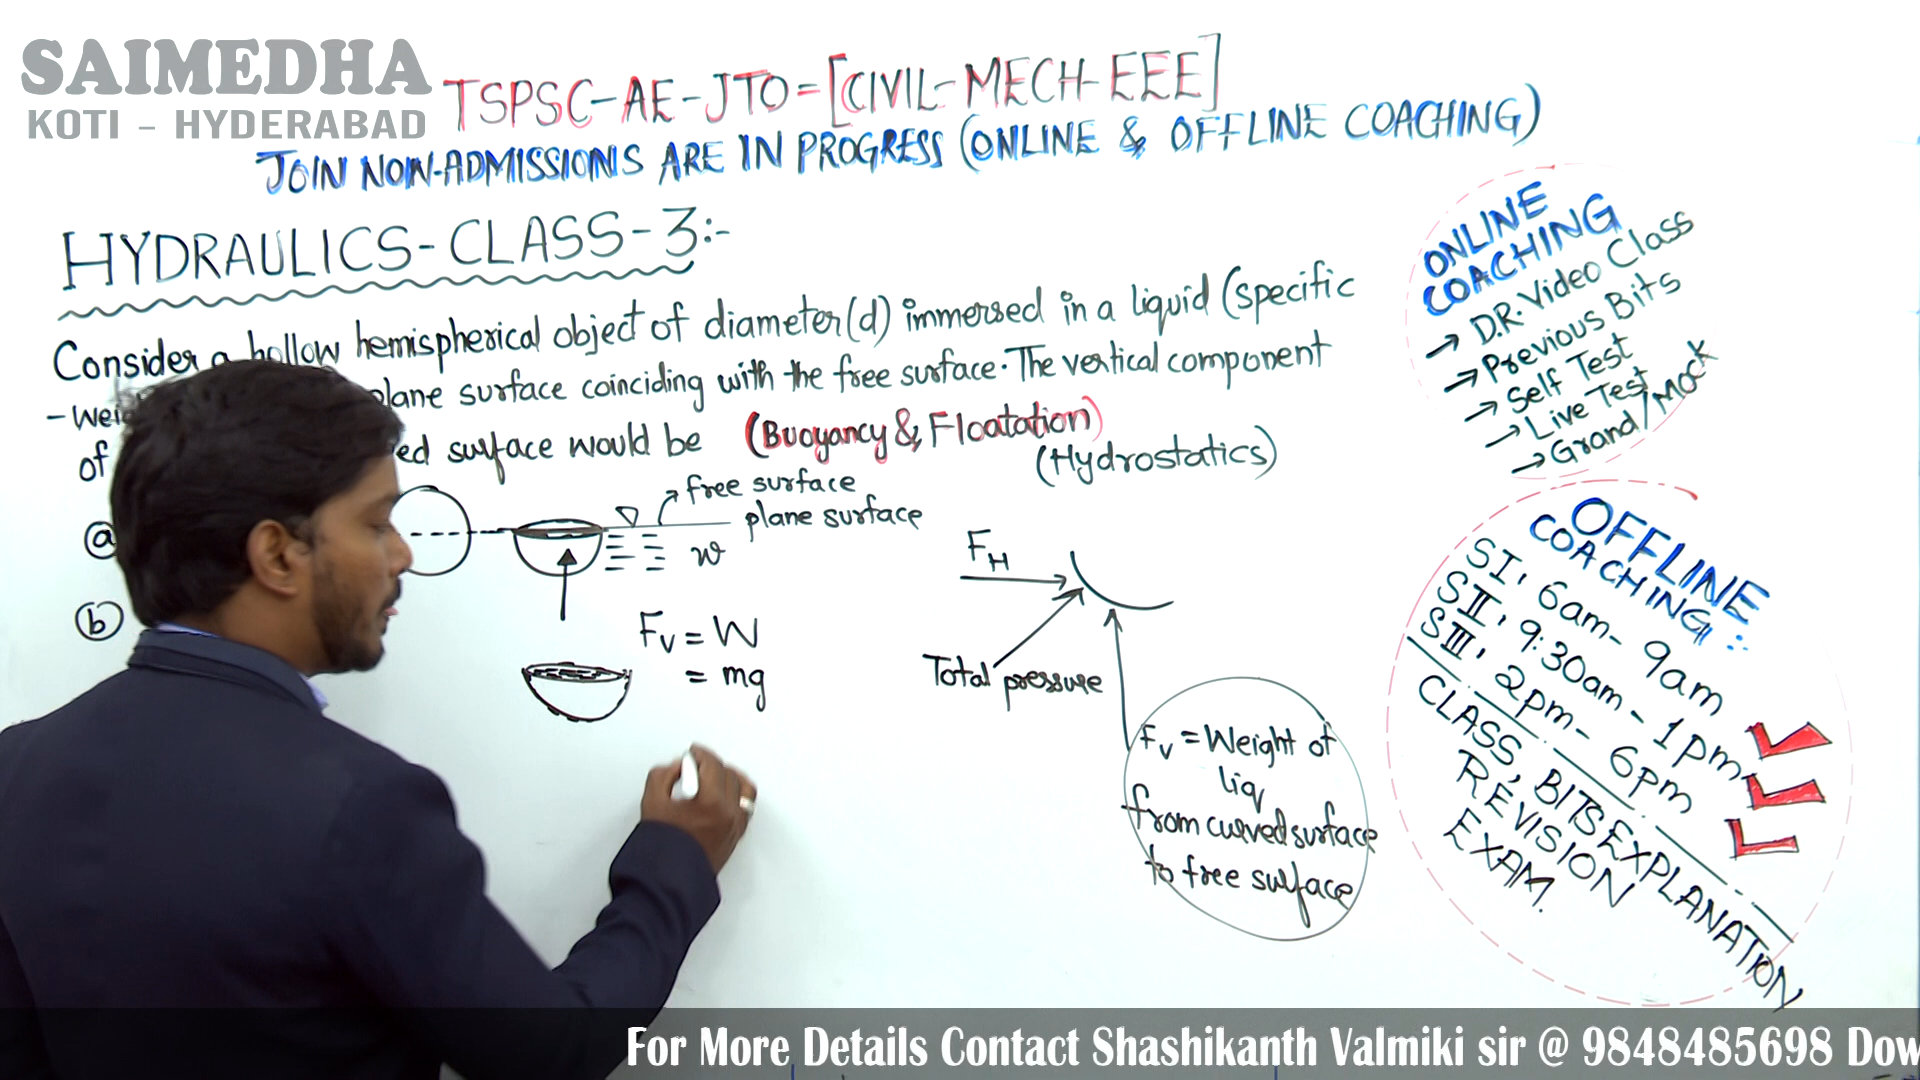 SAIMEDHA
KOTI - HYDERABAD
TSPSC-AE-JTO=[CIVIL-MECH-EEE]
JOIN NOW-ADMISSIONS ARE IN PROGRESS (ONLINE & OFFLINE COACHING)
HYDRAULICS-CLASS-3:-
Consider a hollow hemispherical object of diameter(d) immersed in a liquid (specific
plane surface coinciding with the free surface. The vertical component
of surface would be (Buoyancy & Floatation)
(Hydrostatics)
(a)
free surface
plane surface
w
(b)
Fv = W
= mg
FH
Total pressure
Fv = Weight of
liq
from curved surface
to free surface
ONLINE
COACHING
→ D.R. Video Class
→ Previous Bits
→ Self Test
→ Live Test
→ Grand/Mock
OFFLINE
COACHING:
SI, 6am-9am
SII, 9:30am-1pm
SIII, 2pm-6pm
CLASS, BITS EXPLANATION
REVISION
EXAM.
For More Details Contact Shashikanth Valmiki sir @ 9848485698 Dow